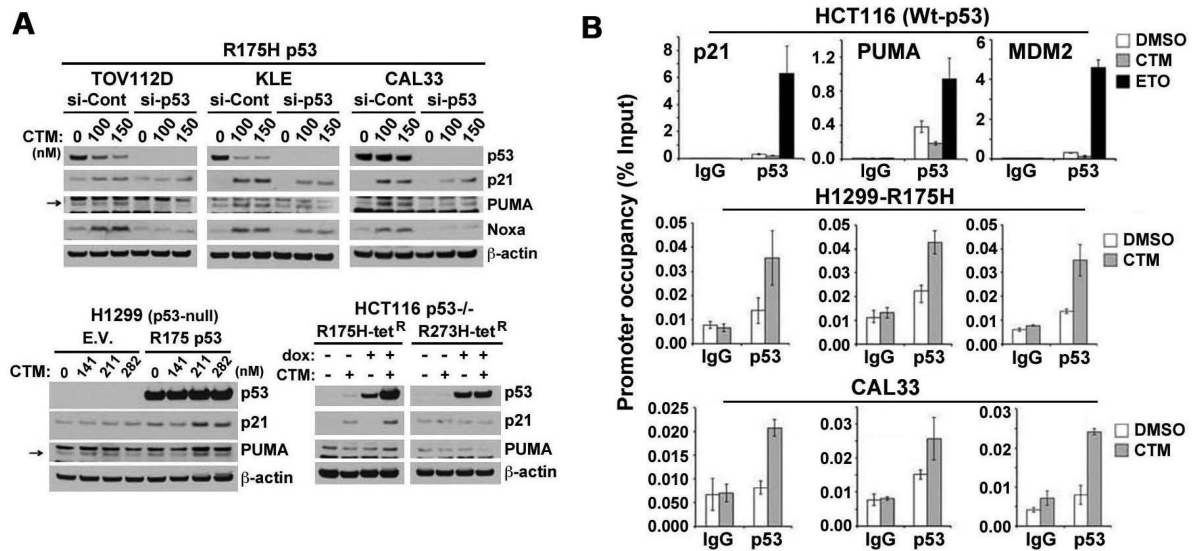 A
R175H p53
TOV112D KLE CAL33
si-Cont si-p53 si-Cont si-p53 si-Cont si-p53
CTM: 0 100 150 0 100 150 0 100 150 0 100 150 0 100 150 0 100 150
(nM)
p53
p21
PUMA
Noxa
β-actin
H1299 (p53-null)
E.V. R175 p53
CTM: 0 141 211 282 0 141 211 282 (nM)
p53
p21
PUMA
β-actin
HCT116 p53-/-
R175H-tetR R273H-tetR
dox: - - + + - - + +
CTM: - + - + - + - +
p53
p21
PUMA
β-actin
B
Promoter occupancy (% Input)
HCT116 (Wt-p53)
p21 PUMA MDM2
DMSO
CTM
ETO
8
6
4
2
0
IgG p53
1.2
0.8
0.4
0.0
IgG p53
6
4
2
0
IgG p53
H1299-R175H
DMSO
CTM
0.05
0.04
0.03
0.02
0.01
0.00
IgG p53
0.05
0.04
0.03
0.02
0.01
0.00
IgG p53
0.05
0.04
0.03
0.02
0.01
0.00
IgG p53
CAL33
DMSO
CTM
0.025
0.020
0.015
0.010
0.005
0.000
IgG p53
0.04
0.03
0.02
0.01
0.00
IgG p53
0.03
0.02
0.01
0.00
IgG p53